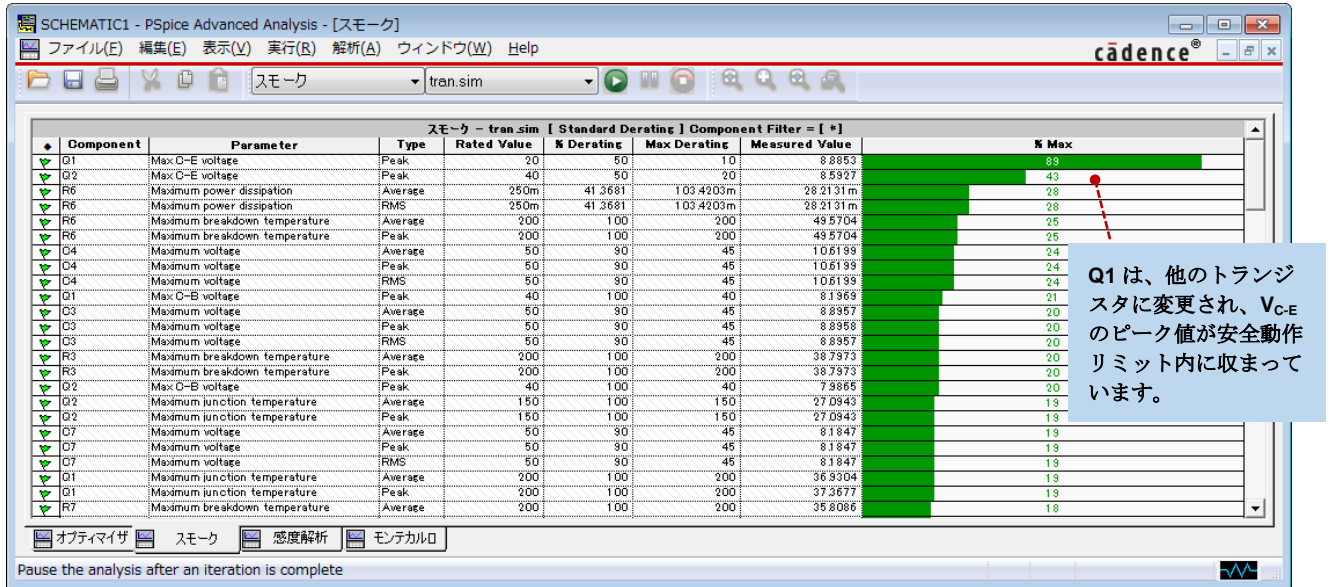 SCHEMATIC1 - PSpice Advanced Analysis - [スモーク]
ファイル(F) 編集(E) 表示(V) 実行(R) 解析(A) ウィンドウ(W) Help
cādence®
スモーク tran.sim
スモーク - tran.sim [ Standard Derating ] Component Filter = [ *]
Component Parameter Type Rated Value % Derating Max Derating Measured Value % Max
Q1 Max C-E voltage Peak 20 50 10 8.8853 89
Q2 Max C-E voltage Peak 40 50 20 8.5927 43
R6 Maximum power dissipation Average 250m 41.3681 103.4203m 28.2131m 28
R6 Maximum power dissipation RMS 250m 41.3681 103.4203m 28.2131m 28
R6 Maximum breakdown temperature Average 200 100 200 49.5704 25
R6 Maximum breakdown temperature Peak 200 100 200 49.5704 25
C4 Maximum voltage Average 50 90 45 10.6199 24
C4 Maximum voltage Peak 50 90 45 10.6199 24
C4 Maximum voltage RMS 50 90 45 10.6199 24
Q1 Max C-B voltage Peak 40 100 40 8.1969 21
C3 Maximum voltage Average 50 90 45 8.8957 20
C3 Maximum voltage Peak 50 90 45 8.8958 20
C3 Maximum voltage RMS 50 90 45 8.8957 20
R3 Maximum breakdown temperature Average 200 100 200 38.7973 20
R3 Maximum breakdown temperature Peak 200 100 200 38.7973 20
Q2 Max C-B voltage Peak 40 100 40 7.9865 20
Q2 Maximum junction temperature Average 150 100 150 27.0943 19
Q2 Maximum junction temperature Peak 150 100 150 27.0943 19
C7 Maximum voltage Average 50 90 45 8.1847 19
C7 Maximum voltage Peak 50 90 45 8.1847 19
C7 Maximum voltage RMS 50 90 45 8.1847 19
Q1 Maximum junction temperature Average 200 100 200 36.9304 19
Q1 Maximum junction temperature Peak 200 100 200 37.3677 19
R7 Maximum breakdown temperature Average 200 100 200 35.8086 18
Q1 は、他のトランジ
スタに変更され、VC-E
のピーク値が安全動作
リミット内に収まって
います。
オプティマイザ スモーク 感度解析 モンテカルロ
Pause the analysis after an iteration is complete